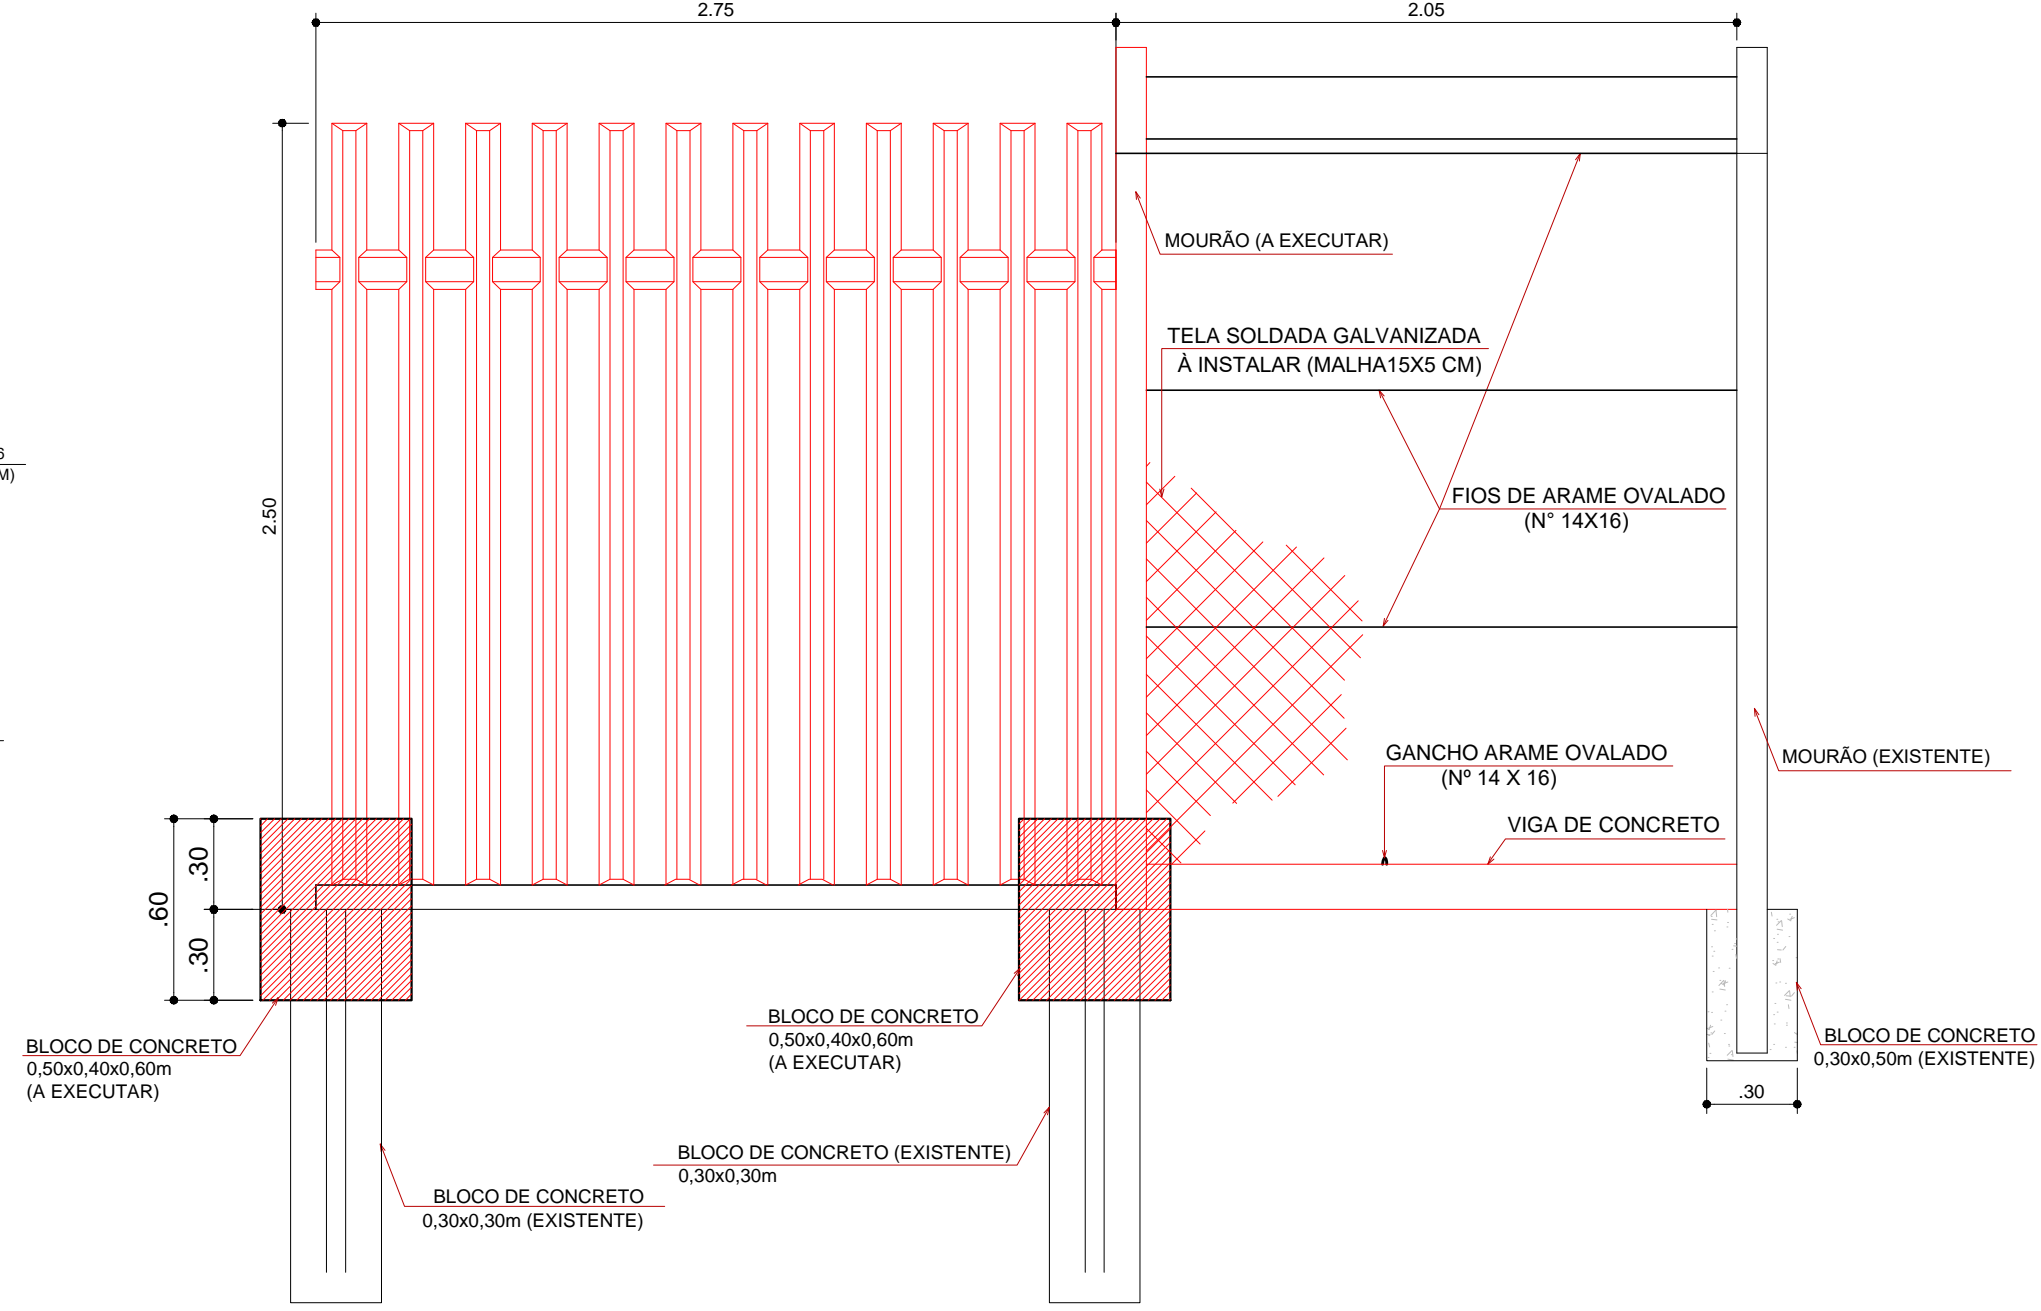 2.75
2.05
MOURÃO (A EXECUTAR)
TELA SOLDADA GALVANIZADA
À INSTALAR (MALHA15X5 CM)
6
M)
2.50
FIOS DE ARAME OVALADO
(N° 14X16)
GANCHO ARAME OVALADO
(Nº 14 X 16)
MOURÃO (EXISTENTE)
VIGA DE CONCRETO
.30
.60
.30
BLOCO DE CONCRETO
0,50x0,40x0,60m
(A EXECUTAR)
BLOCO DE CONCRETO
0,50x0,40x0,60m
(A EXECUTAR)
BLOCO DE CONCRETO
0,30x0,50m (EXISTENTE)
.30
BLOCO DE CONCRETO (EXISTENTE)
0,30x0,30m
BLOCO DE CONCRETO
0,30x0,30m (EXISTENTE)